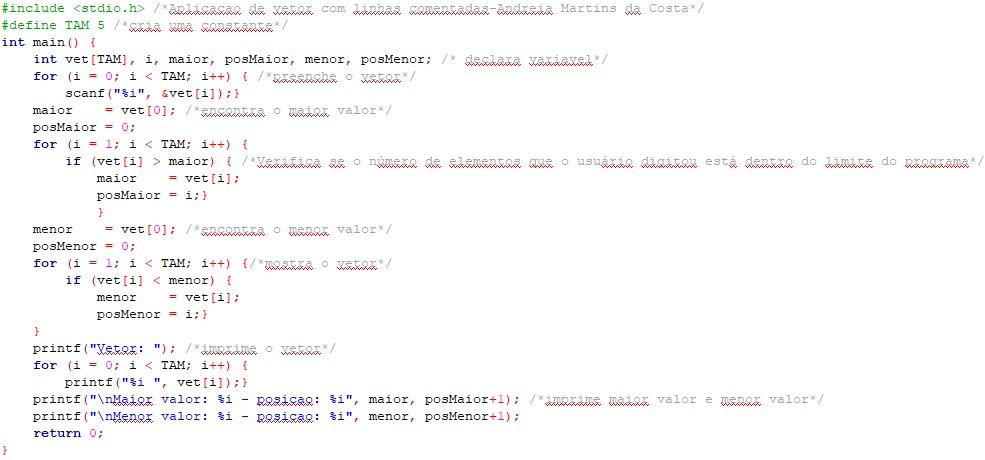 #include <stdio.h> /*Aplicacao de vetor com linhas comentadas-Andreia Martins da Costa*/
#define TAM 5 /*cria uma constante*/
int main() {
    int vet[TAM], i, maior, posMaior, menor, posMenor; /* declara variavel*/
    for (i = 0; i < TAM; i++) { /*preenche o vetor*/
        scanf("%i", &vet[i]);}
    maior    = vet[0]; /*encontra o maior valor*/
    posMaior = 0;
    for (i = 1; i < TAM; i++) {
        if (vet[i] > maior) { /*Verifica se o número de elementos que o usuário digitou está dentro do limite do programa*/
            maior    = vet[i];
            posMaior = i;}
            }
    menor    = vet[0]; /*encontra o menor valor*/
    posMenor = 0;
    for (i = 1; i < TAM; i++) {/*mostra o vetor*/
        if (vet[i] < menor) {
            menor    = vet[i];
            posMenor = i;}
    }
    printf("Vetor: "); /*imprime o vetor*/
    for (i = 0; i < TAM; i++) {
        printf("%i ", vet[i]);}
    printf("\nMaior valor: %i - posicao: %i", maior, posMaior+1); /*imprime maior valor e menor valor*/
    printf("\nMenor valor: %i - posicao: %i", menor, posMenor+1);
    return 0;
}